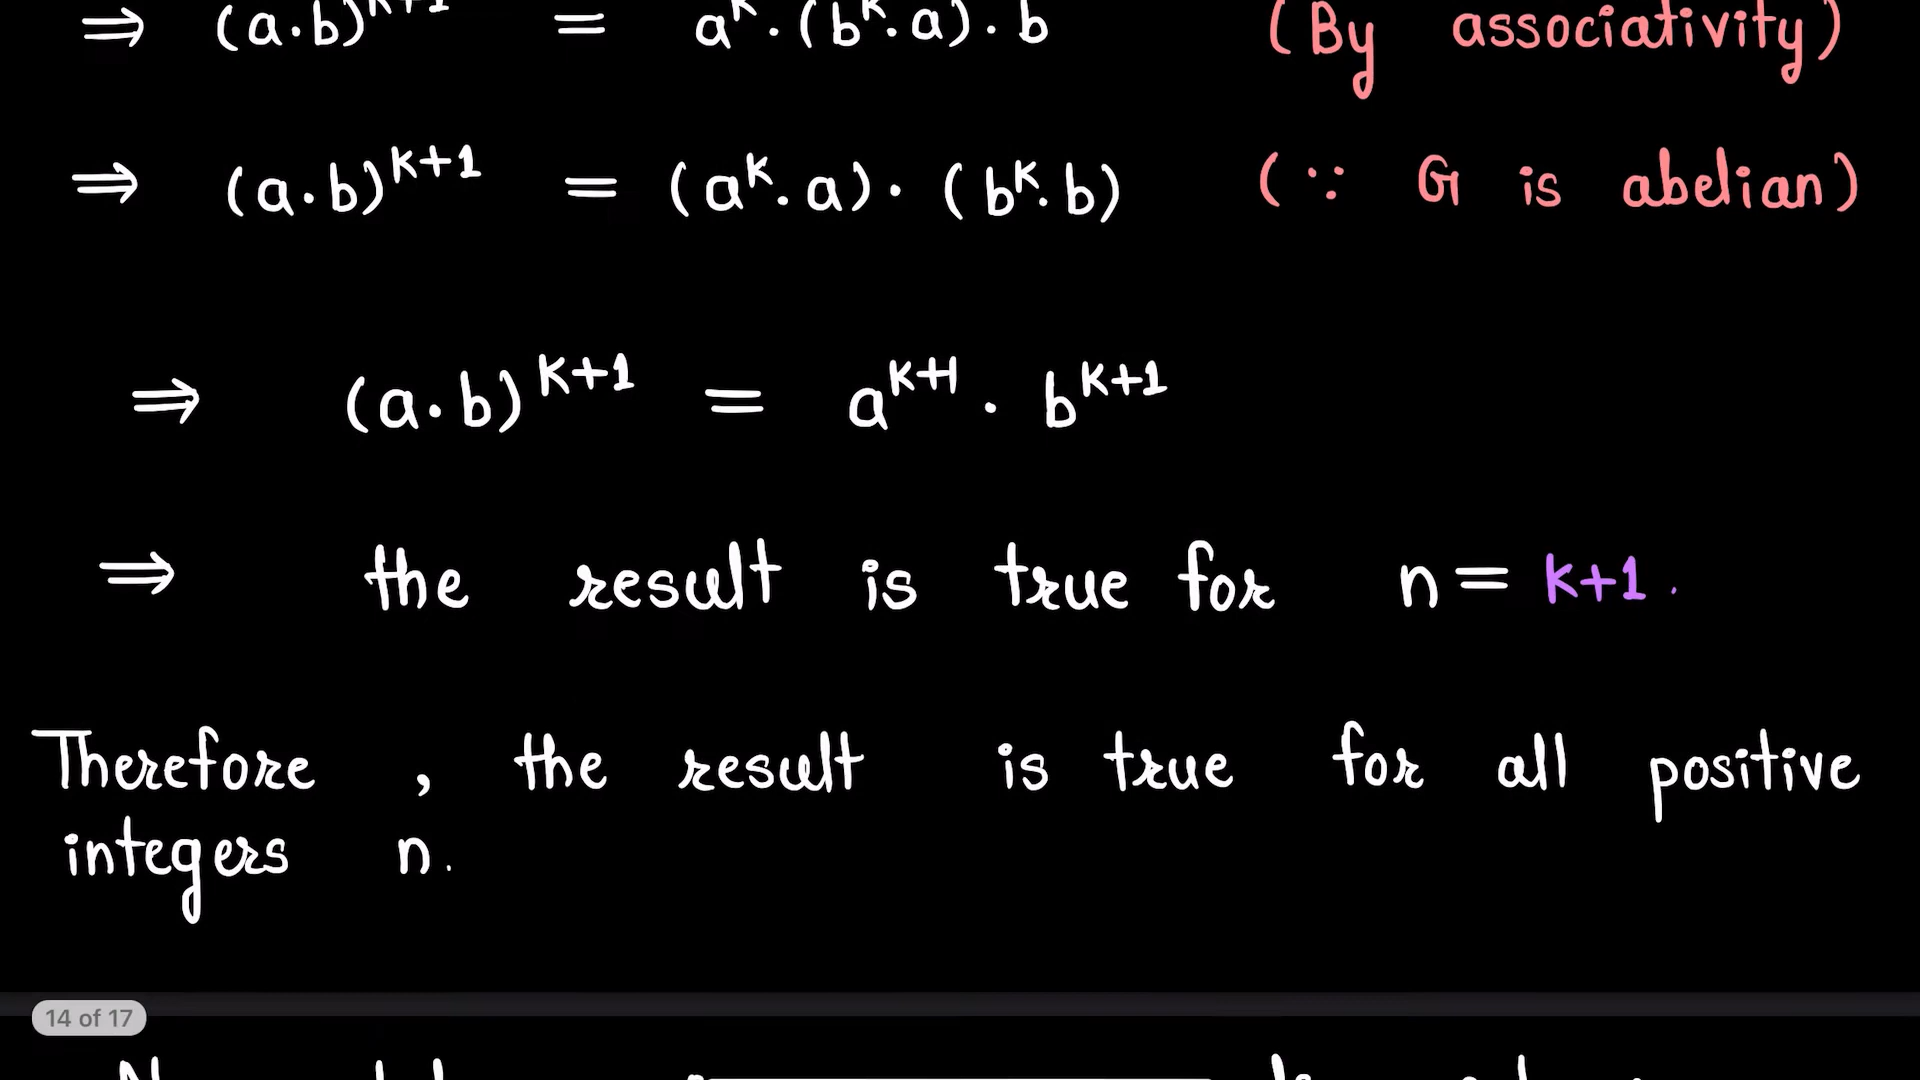 ⇒ (a·b)^{k+1} = a^k·(b^k·a)·b (By associativity)
⇒ (a·b)^{k+1} = (a^k·a)·(b^k·b) (∵ G is abelian)
⇒ (a·b)^{k+1} = a^{k+1}·b^{k+1}
⇒ the result is true for n = k+1.
Therefore, the result is true for all positive
integers n.
14 of 17